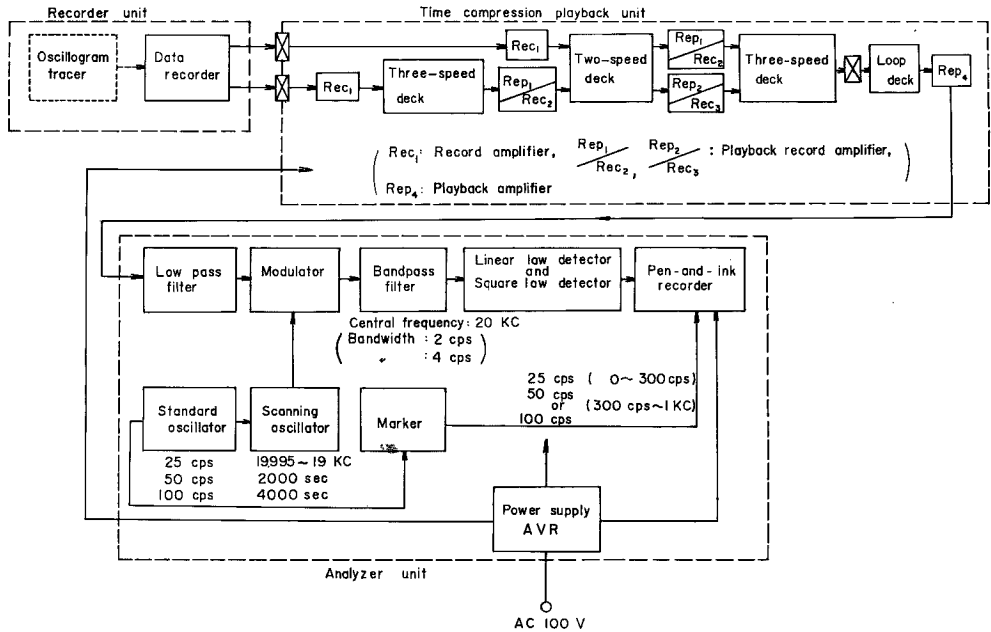 Recorder unit
Oscillogram
tracer
Data
recorder
Time compression playback unit
Rec₁
Rec₁
Three-speed
deck
Rep₁/Rec₂
Two-speed
deck
Rep₁/Rec₂
Rep₂/Rec₃
Three-speed
deck
Loop
deck
Rep₄
(Rec₁: Record amplifier, Rep₁/Rec₂, Rep₂/Rec₃ : Playback record amplifier,
Rep₄: Playback amplifier)
Low pass
filter
Modulator
Bandpass
filter
Linear law detector
and
Square law detector
Pen-and-ink
recorder
Central frequency: 20 KC
(Bandwidth : 2 cps
〃 : 4 cps)
25 cps ( 0~300cps)
50 cps
or (300 cps~1 KC)
100 cps
Standard
oscillator
Scanning
oscillator
Marker
25 cps
50 cps
100 cps
19,995~19 KC
2000 sec
4000 sec
Power supply
AVR
Analyzer unit
AC 100 V